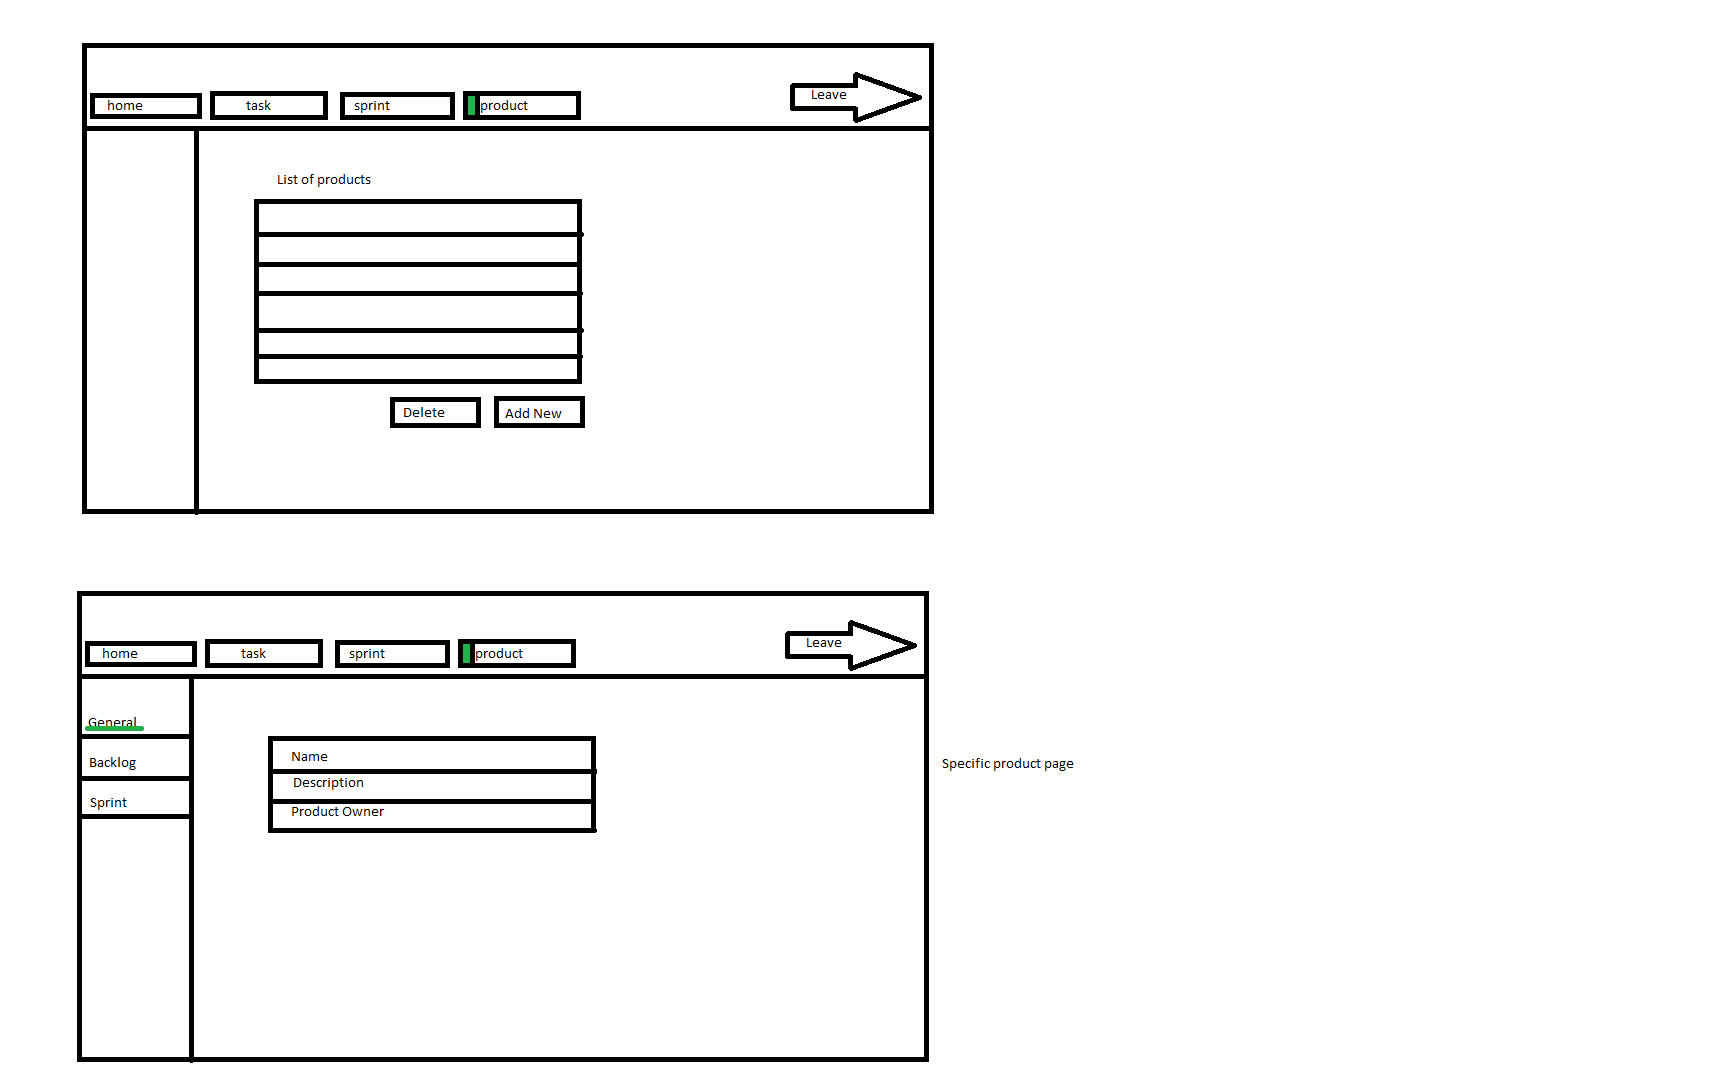 home task sprint product Leave
List of products
Delete Add New
home task sprint product Leave
General
Backlog
Sprint
Name
Description
Product Owner
Specific product page